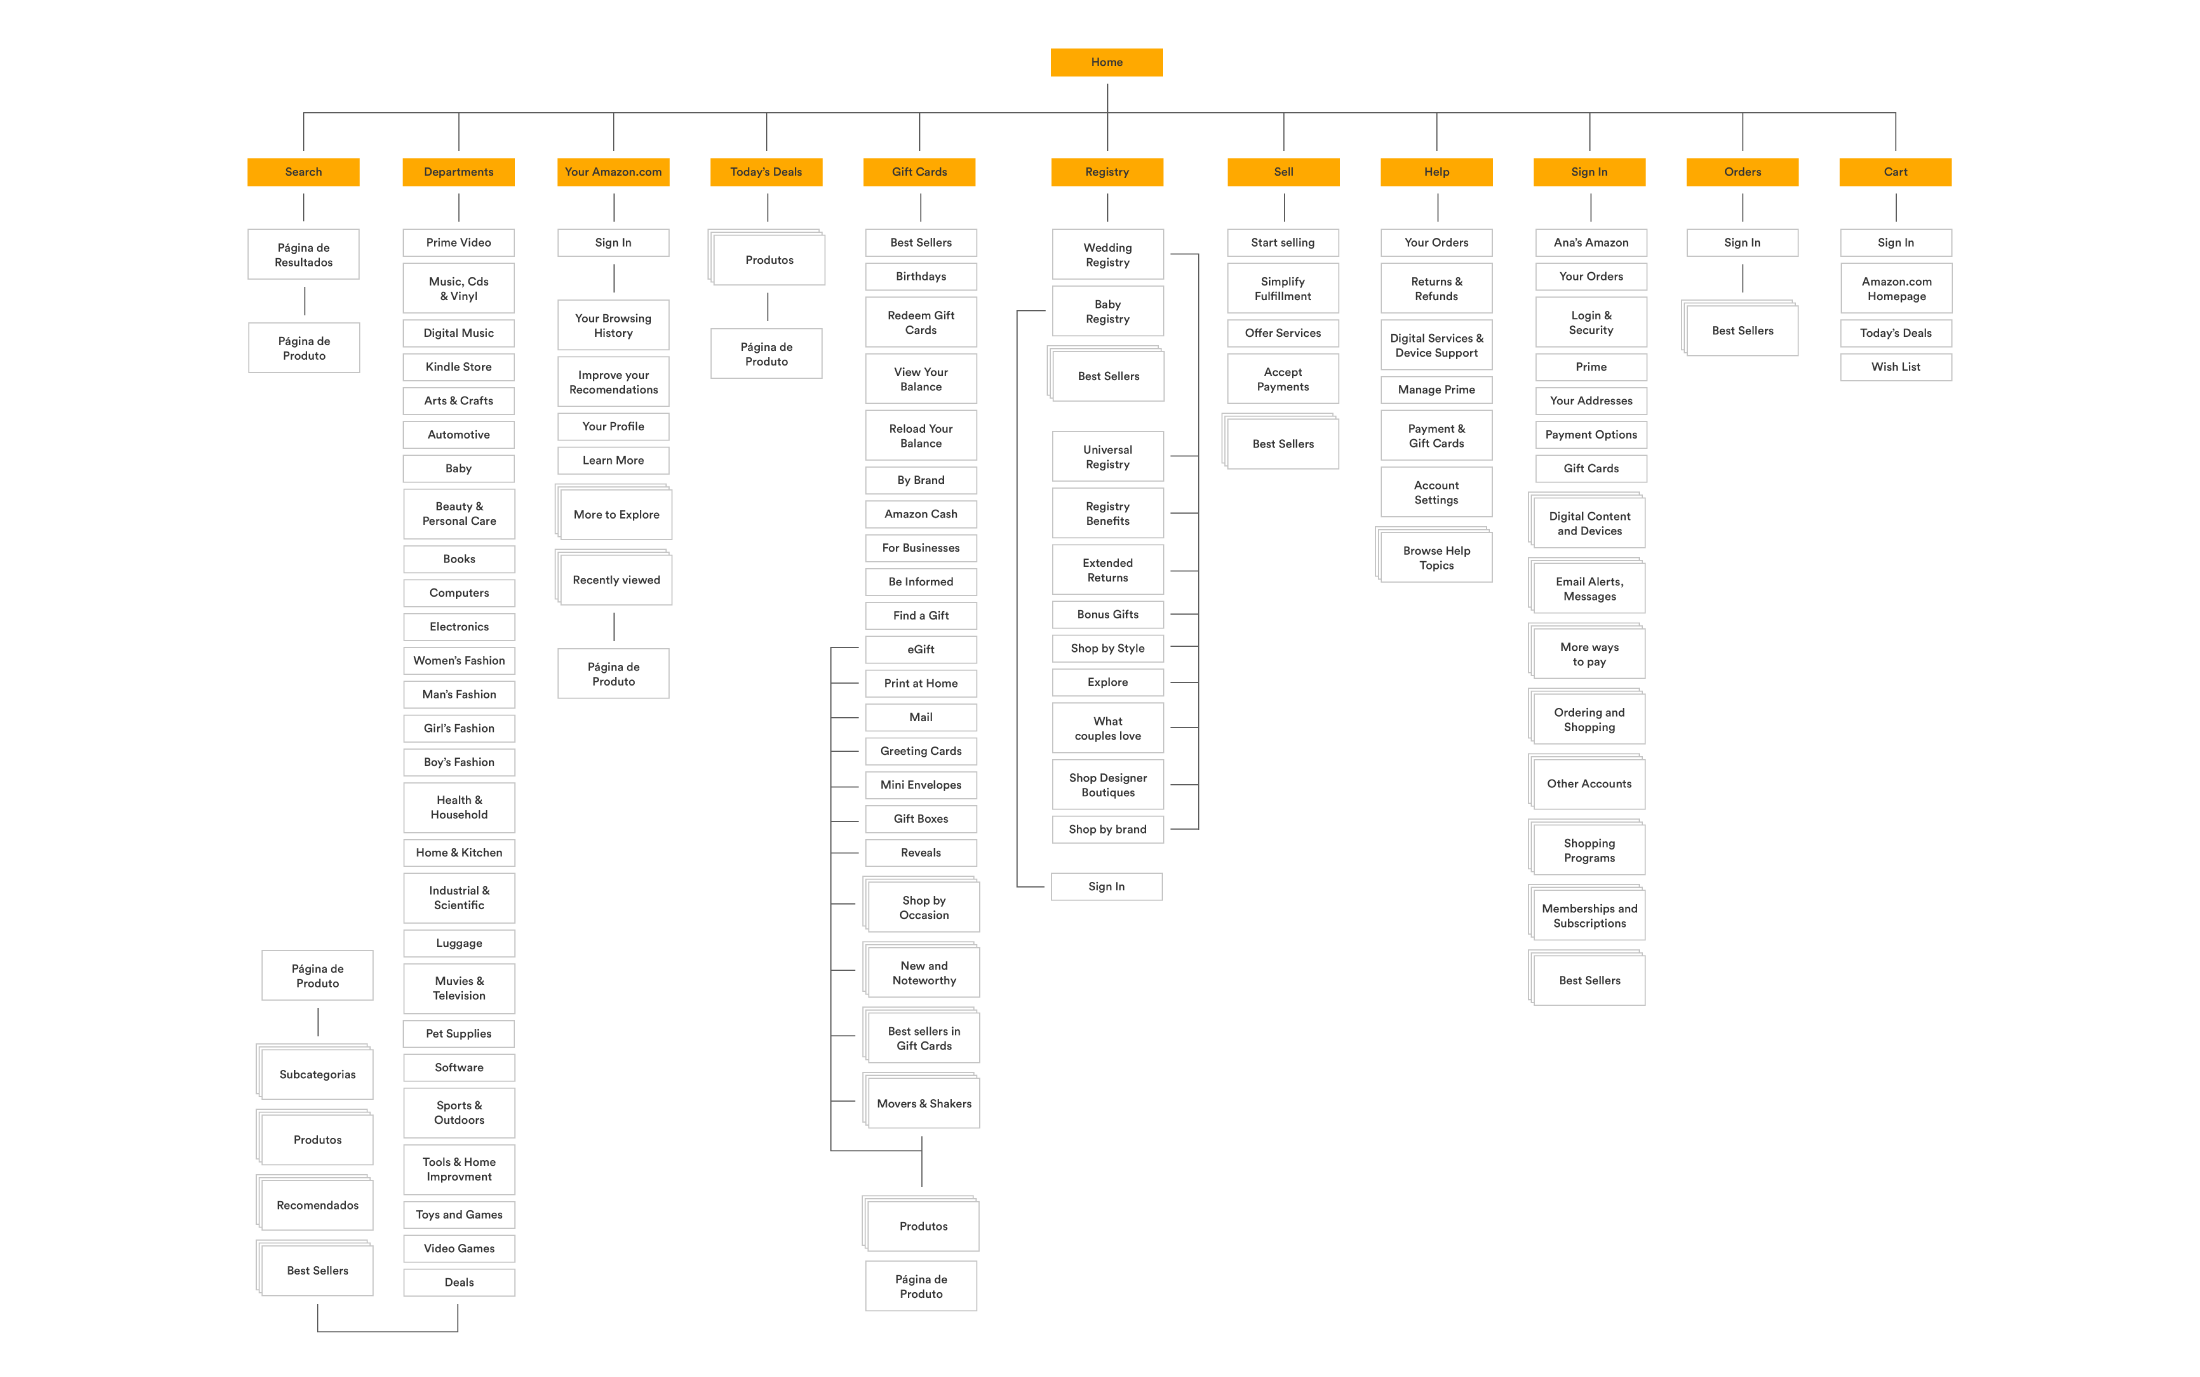 Home
Search
Departments
Your Amazon.com
Today's Deals
Gift Cards
Registry
Sell
Help
Sign In
Orders
Cart
Página de
Resultados
Página de
Produto
Página de
Produto
Subcategorias
Produtos
Recomendados
Best Sellers
Prime Video
Music, Cds
& Vinyl
Digital Music
Kindle Store
Arts & Crafts
Automotive
Baby
Beauty &
Personal Care
Books
Computers
Electronics
Women's Fashion
Man's Fashion
Girl's Fashion
Boy's Fashion
Health &
Household
Home & Kitchen
Industrial &
Scientific
Luggage
Muvies &
Television
Pet Supplies
Software
Sports &
Outdoors
Tools & Home
Improvment
Toys and Games
Video Games
Deals
Sign In
Your Browsing
History
Improve your
Recomendations
Your Profile
Learn More
More to Explore
Recently viewed
Página de
Produto
Produtos
Página de
Produto
Best Sellers
Birthdays
Redeem Gift
Cards
View Your
Balance
Reload Your
Balance
By Brand
Amazon Cash
For Businesses
Be Informed
Find a Gift
eGift
Print at Home
Mail
Greeting Cards
Mini Envelopes
Gift Boxes
Reveals
Shop by
Occasion
New and
Noteworthy
Best sellers in
Gift Cards
Movers & Shakers
Produtos
Página de
Produto
Wedding
Registry
Baby
Registry
Best Sellers
Universal
Registry
Registry
Benefits
Extended
Returns
Bonus Gifts
Shop by Style
Explore
What
couples love
Shop Designer
Boutiques
Shop by brand
Sign In
Start selling
Simplify
Fulfillment
Offer Services
Accept
Payments
Best Sellers
Your Orders
Returns &
Refunds
Digital Services &
Device Support
Manage Prime
Payment &
Gift Cards
Account
Settings
Browse Help
Topics
Ana's Amazon
Your Orders
Login &
Security
Prime
Your Addresses
Payment Options
Gift Cards
Digital Content
and Devices
Email Alerts,
Messages
More ways
to pay
Ordering and
Shopping
Other Accounts
Shopping
Programs
Memberships and
Subscriptions
Best Sellers
Sign In
Best Sellers
Sign In
Amazon.com
Homepage
Today's Deals
Wish List